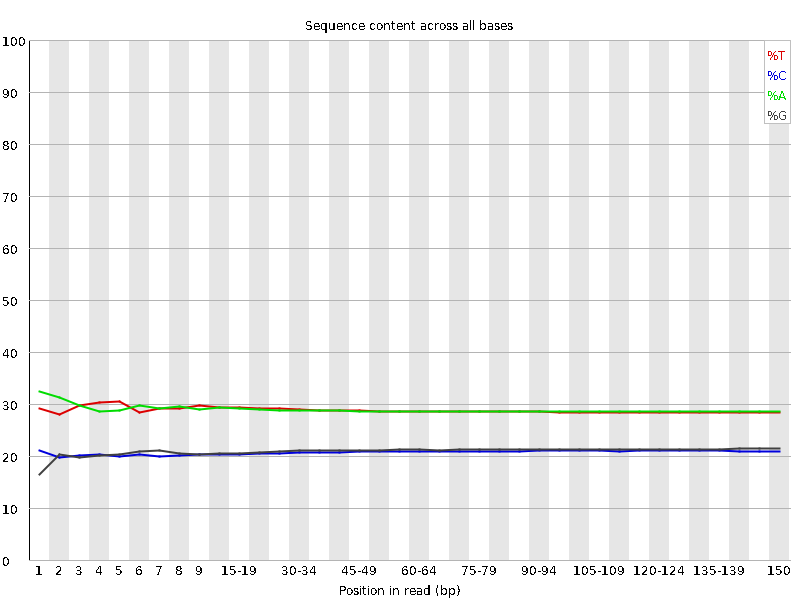 Sequence content across all bases
100
90
80
70
60
50
40
30
20
10
0
%T
%C
%A
%G
1 2 3 4 5 6 7 8 9 15-19 30-34 45-49 60-64 75-79 90-94 105-109 120-124 135-139 150
Position in read (bp)